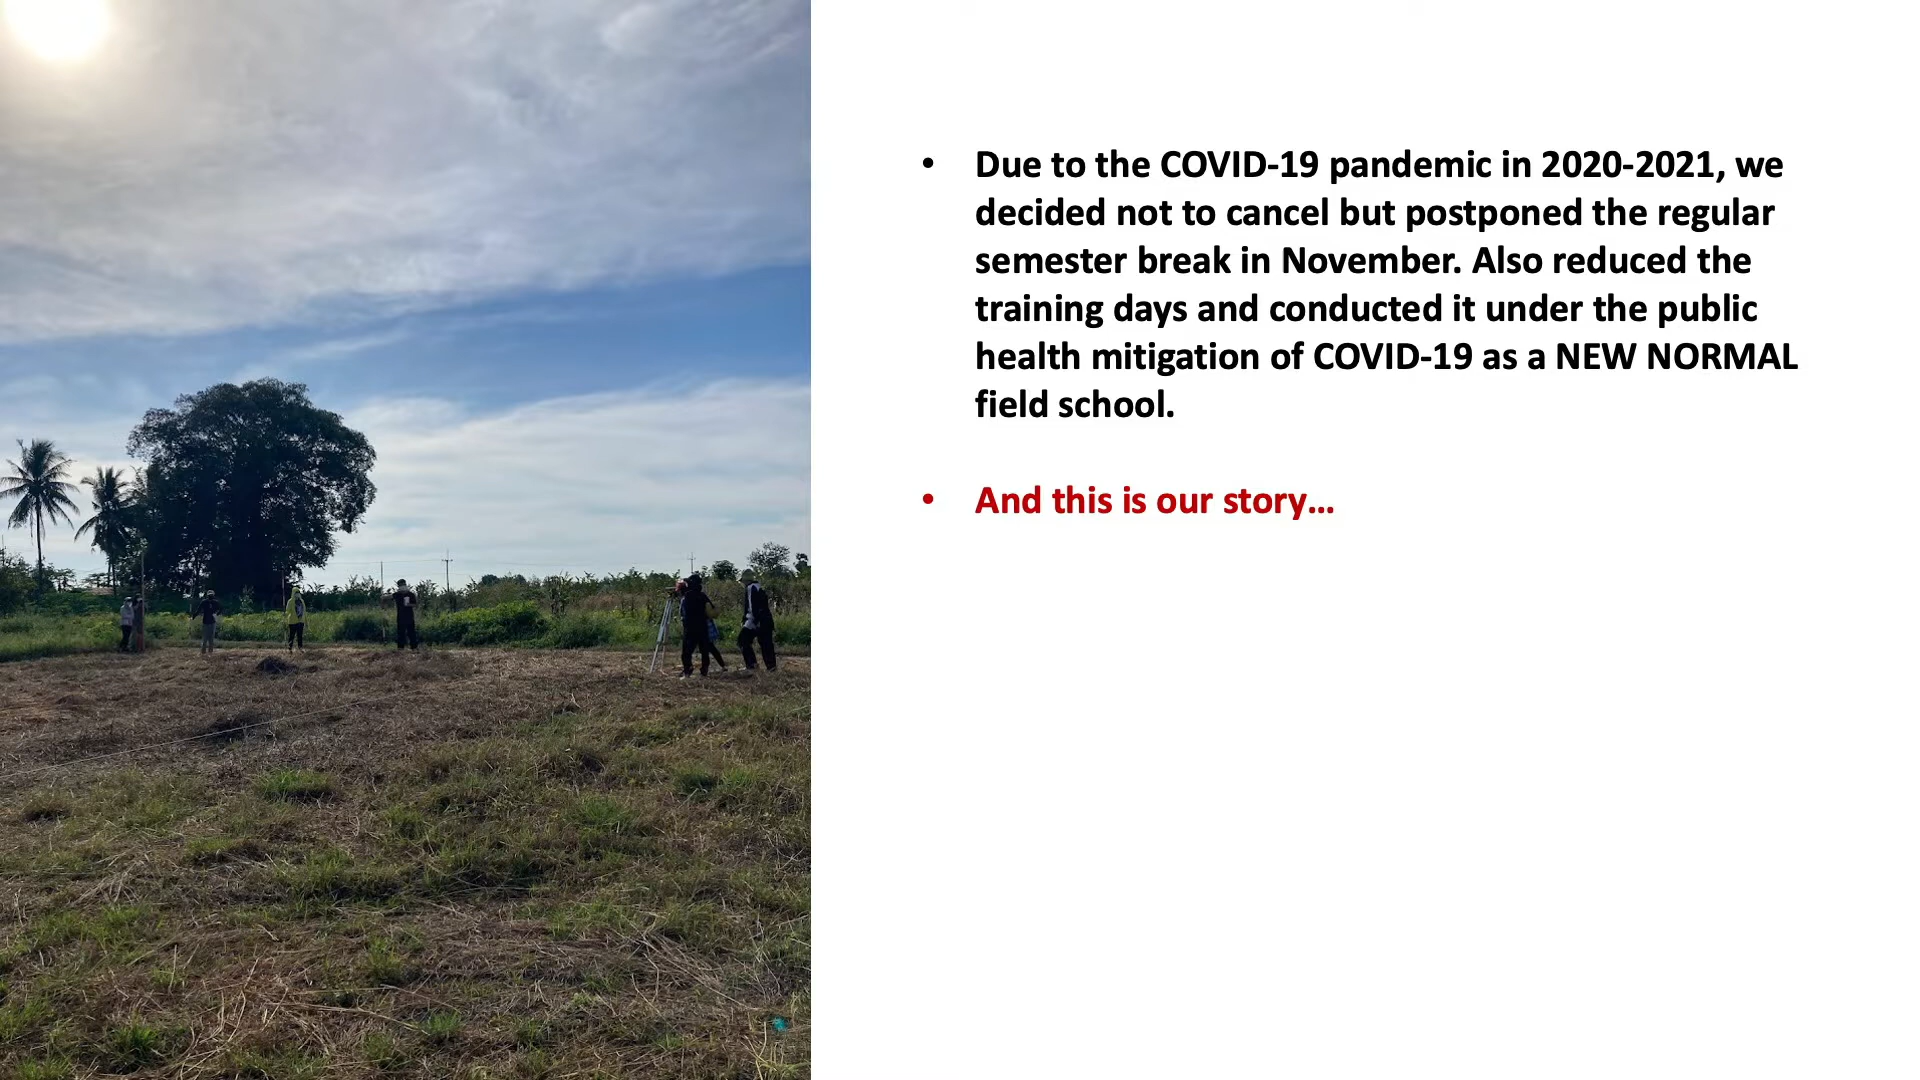 • Due to the COVID-19 pandemic in 2020-2021, we
decided not to cancel but postponed the regular
semester break in November. Also reduced the
training days and conducted it under the public
health mitigation of COVID-19 as a NEW NORMAL
field school.
• And this is our story…